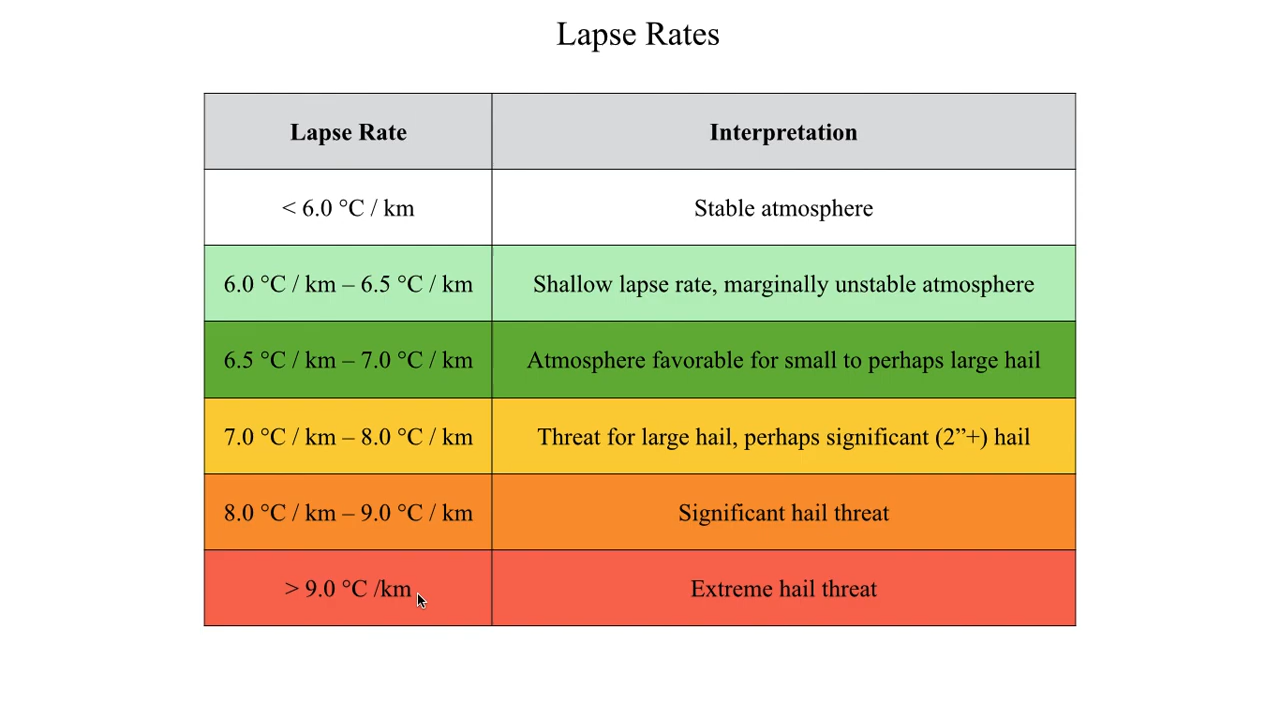 Lapse Rates
Lapse Rate Interpretation
< 6.0 °C / km Stable atmosphere
6.0 °C / km – 6.5 °C / km Shallow lapse rate, marginally unstable atmosphere
6.5 °C / km – 7.0 °C / km Atmosphere favorable for small to perhaps large hail
7.0 °C / km – 8.0 °C / km Threat for large hail, perhaps significant (2”+) hail
8.0 °C / km – 9.0 °C / km Significant hail threat
> 9.0 °C /km Extreme hail threat